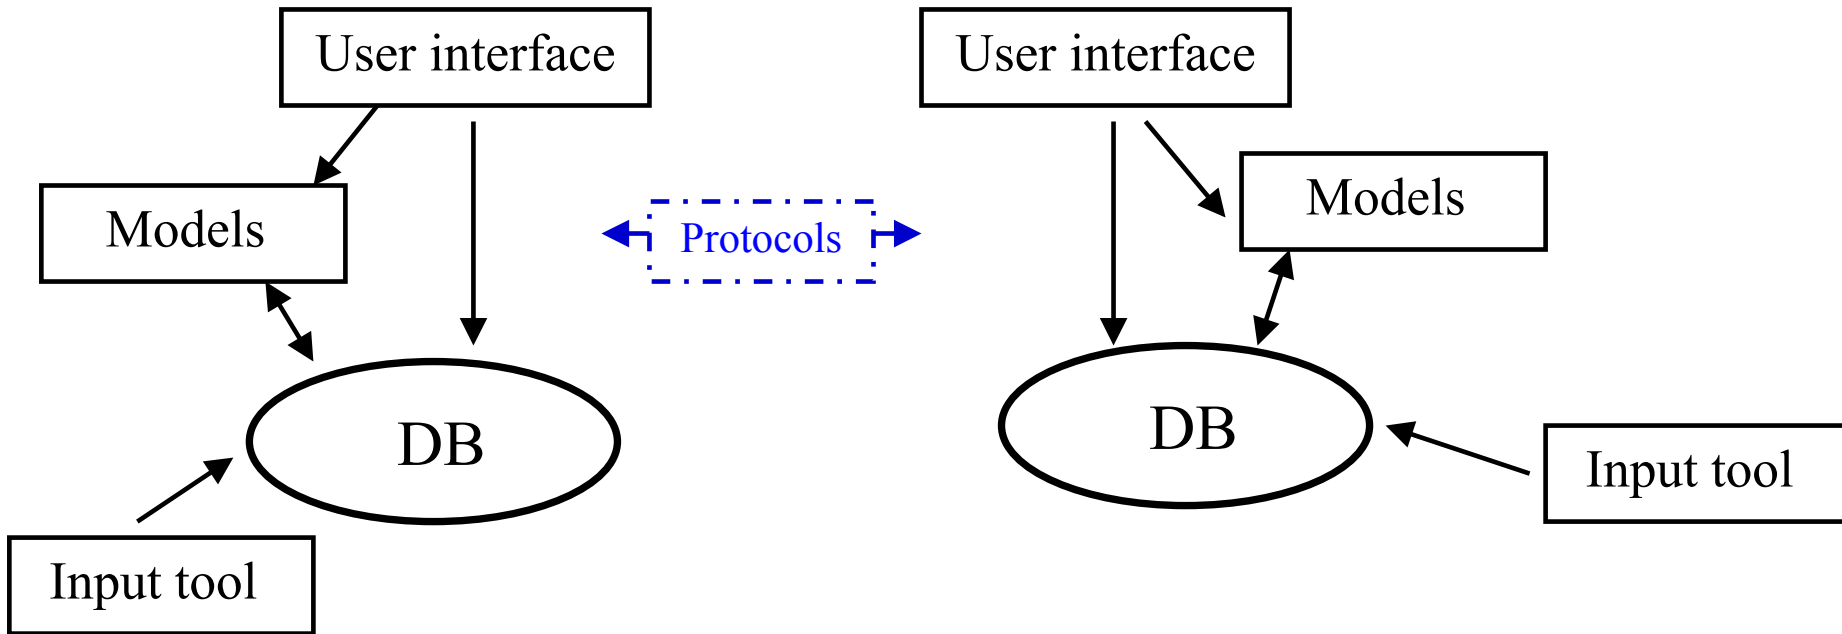 User interface
User interface
Models
Models
Protocols
DB
DB
Input tool
Input tool